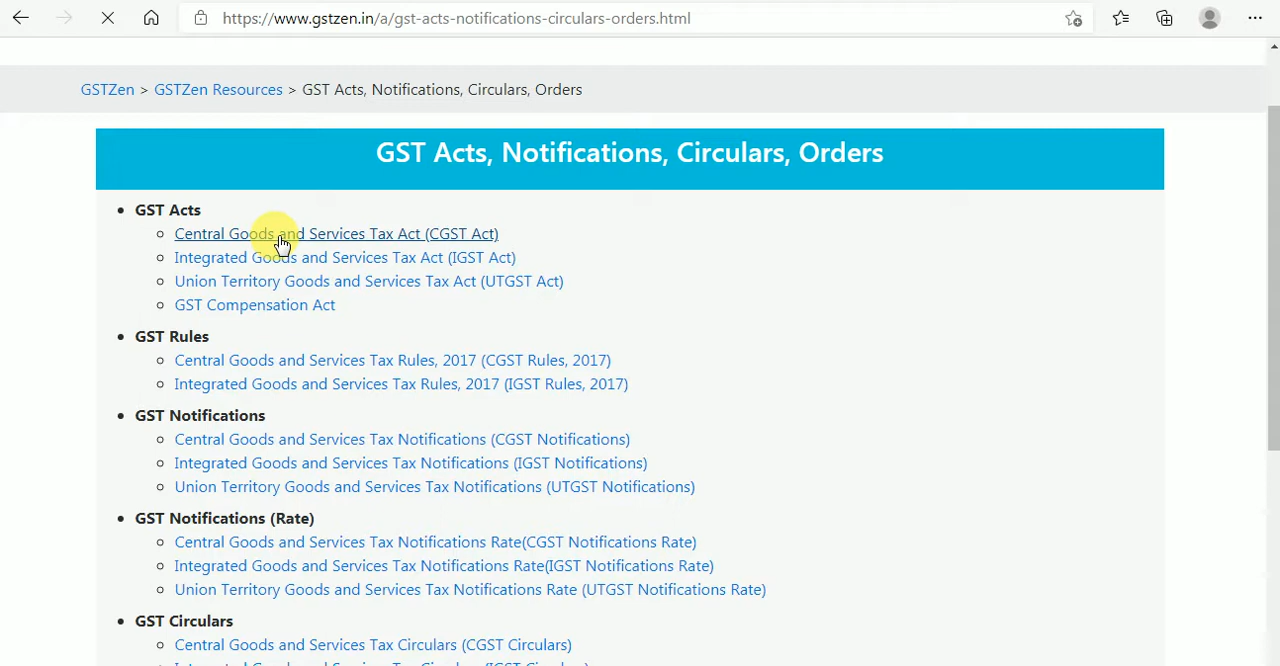 https://www.gstzen.in/a/gst-acts-notifications-circulars-orders.html
GSTZen > GSTZen Resources > GST Acts, Notifications, Circulars, Orders
GST Acts, Notifications, Circulars, Orders
GST Acts
Central Goods and Services Tax Act (CGST Act)
Integrated Goods and Services Tax Act (IGST Act)
Union Territory Goods and Services Tax Act (UTGST Act)
GST Compensation Act
GST Rules
Central Goods and Services Tax Rules, 2017 (CGST Rules, 2017)
Integrated Goods and Services Tax Rules, 2017 (IGST Rules, 2017)
GST Notifications
Central Goods and Services Tax Notifications (CGST Notifications)
Integrated Goods and Services Tax Notifications (IGST Notifications)
Union Territory Goods and Services Tax Notifications (UTGST Notifications)
GST Notifications (Rate)
Central Goods and Services Tax Notifications Rate(CGST Notifications Rate)
Integrated Goods and Services Tax Notifications Rate(IGST Notifications Rate)
Union Territory Goods and Services Tax Notifications Rate (UTGST Notifications Rate)
GST Circulars
Central Goods and Services Tax Circulars (CGST Circulars)